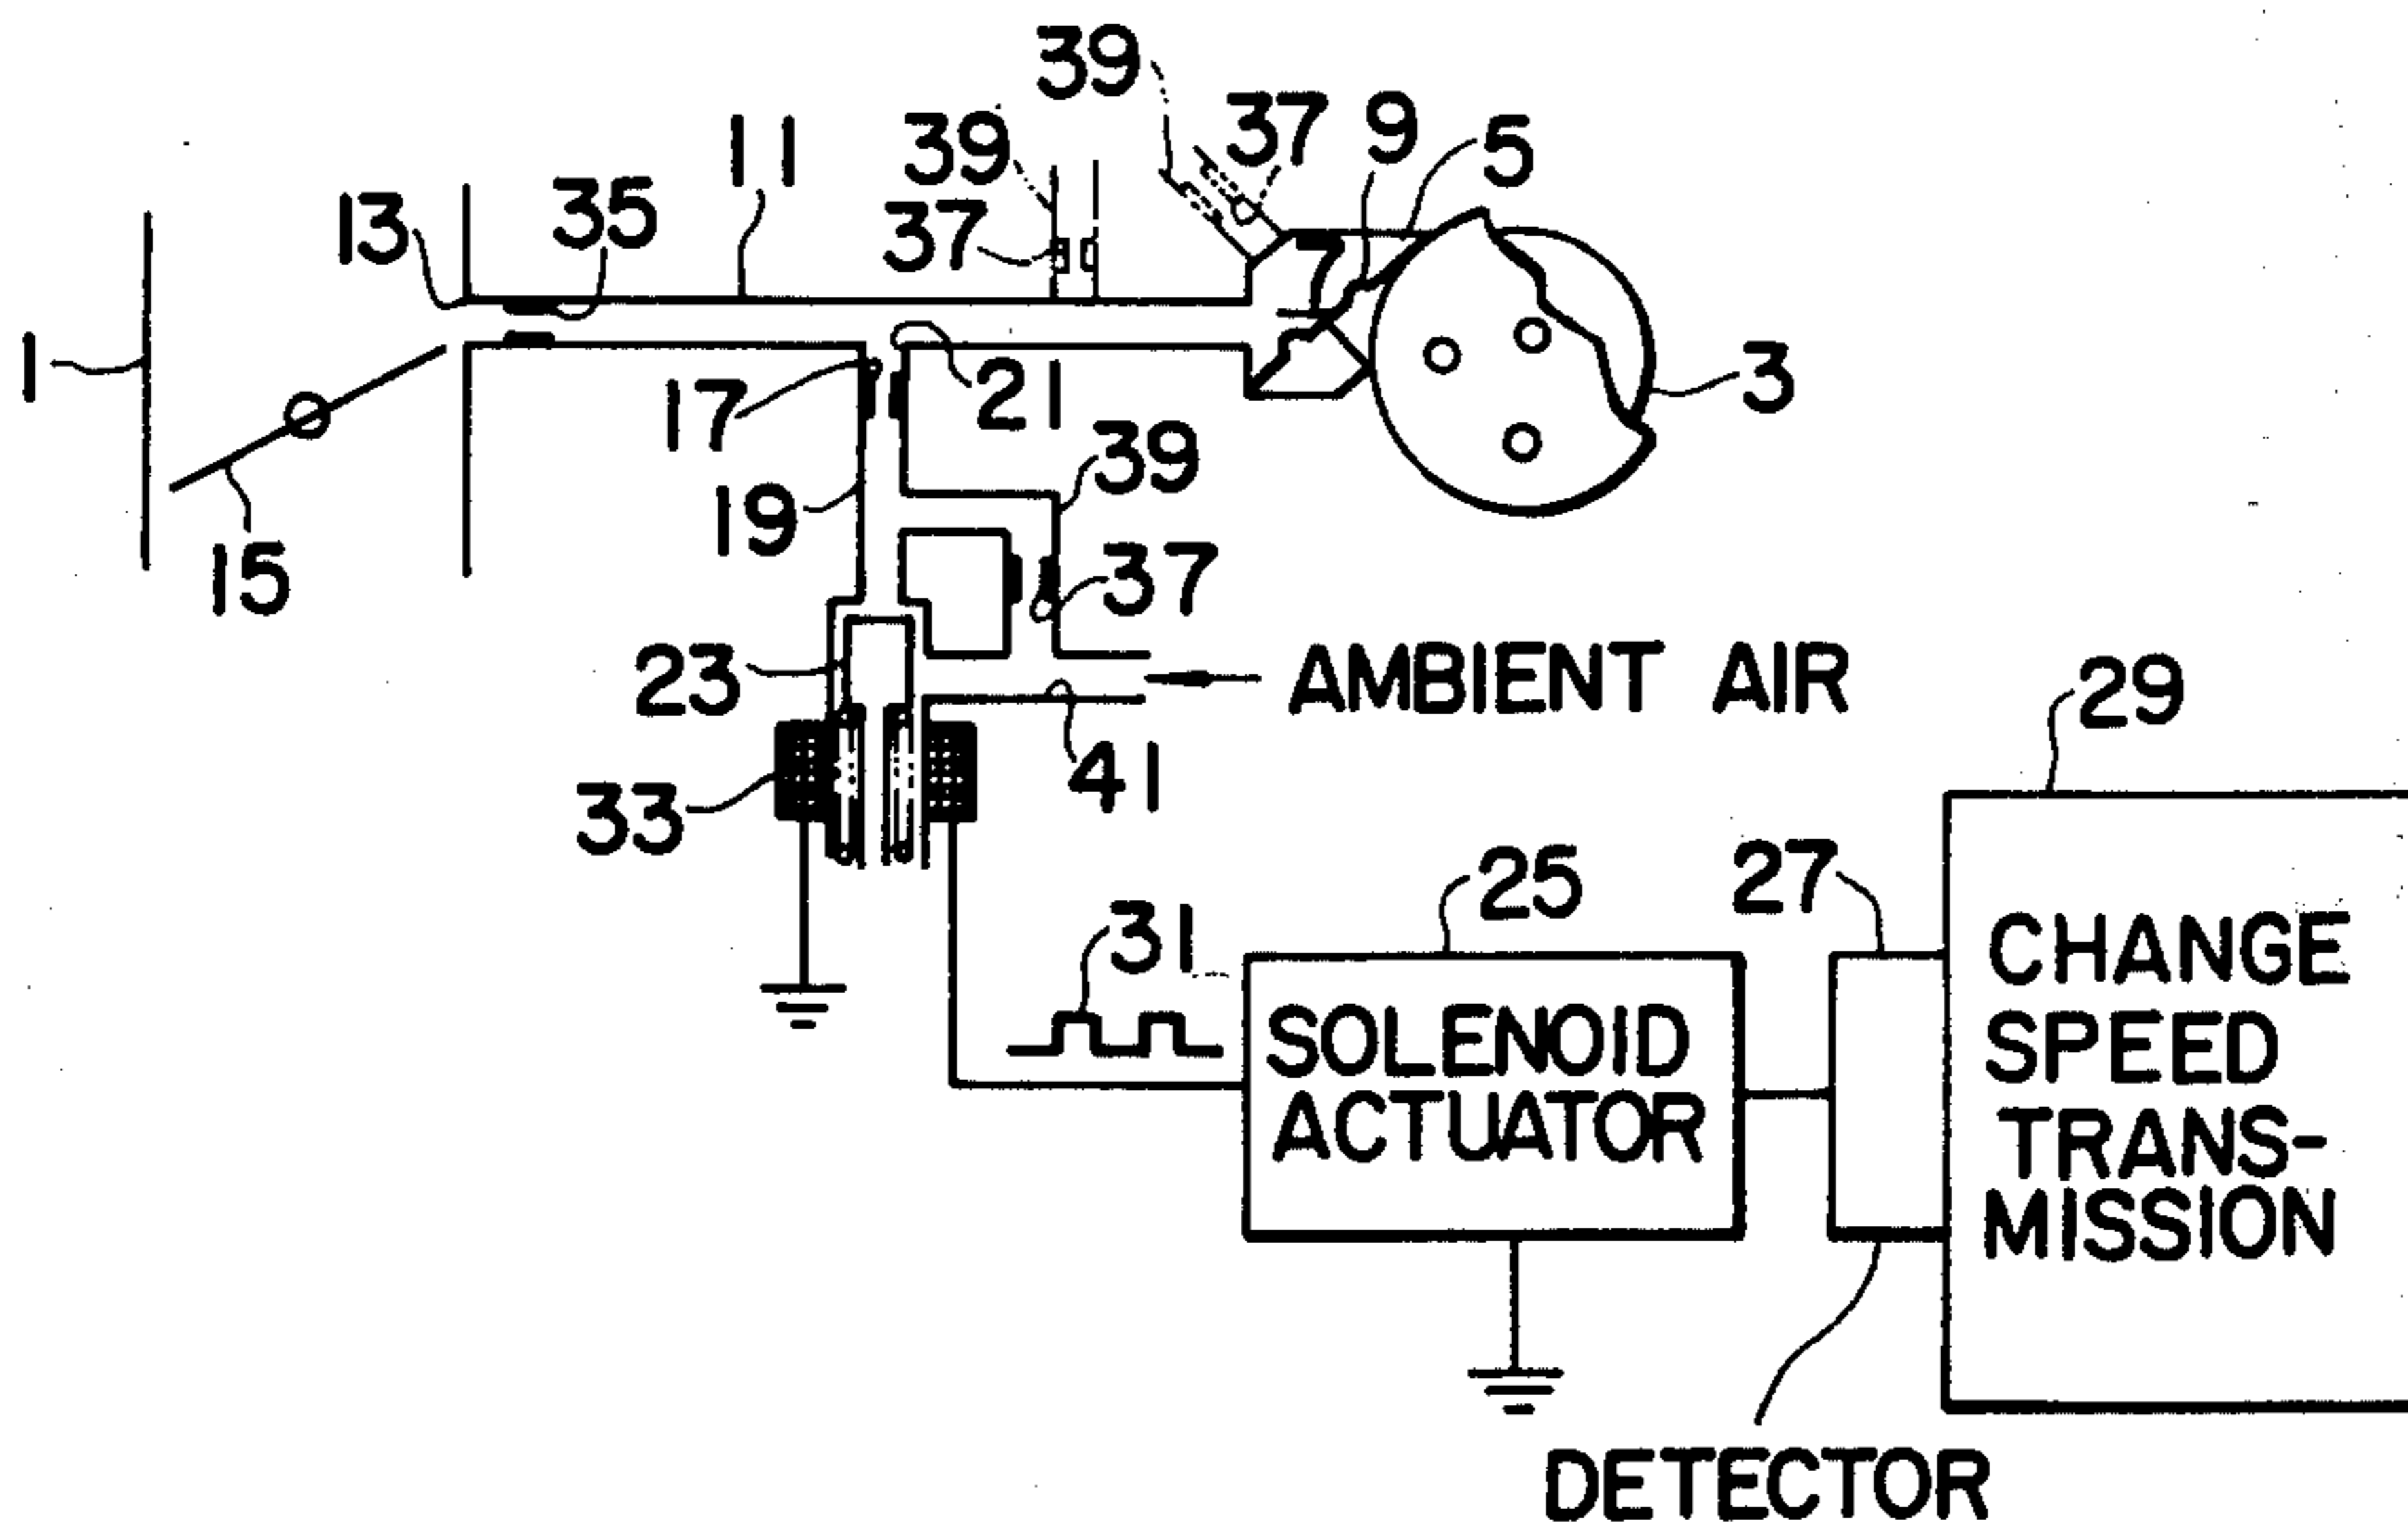 39
37 9 5
11 39
13 35 37 7
1 3
17 21
39
19
15 37
23 AMBIENT AIR 29
33 41
25 27
31
CHANGE
SPEED
TRANS-
MISSION
SOLENOID
ACTUATOR
DETECTOR